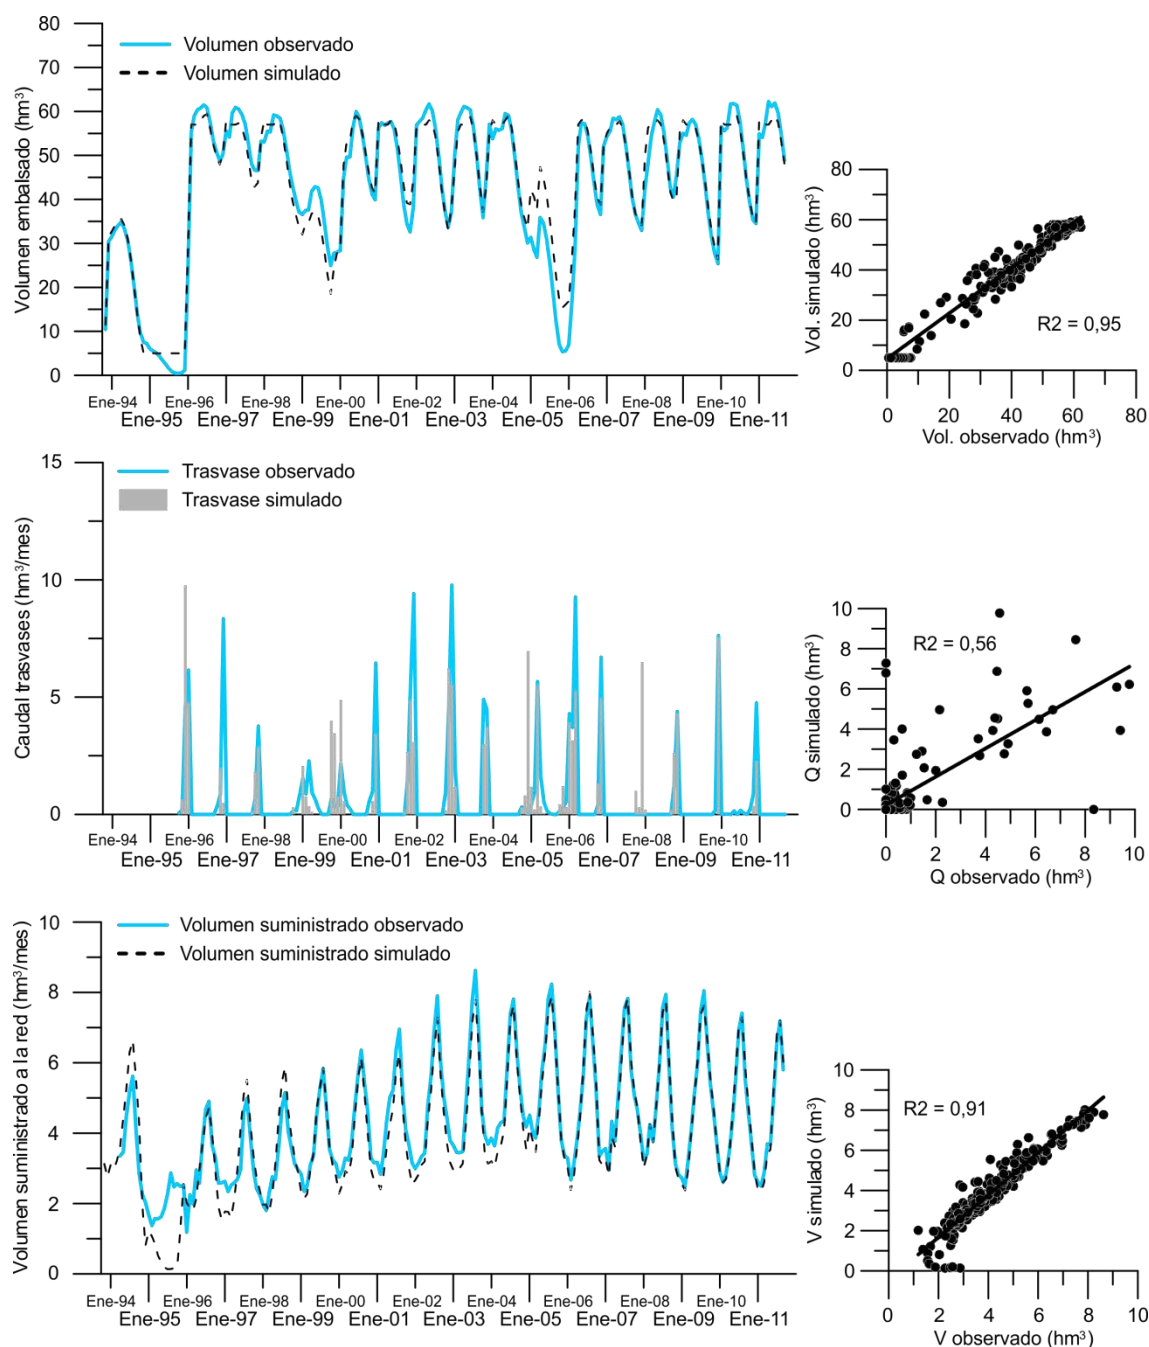 80
70
60
50
40
30
20
10
0
Volumen embalsado (hm³)
Volumen observado
Volumen simulado
Ene-94 Ene-96 Ene-98 Ene-00 Ene-02 Ene-04 Ene-06 Ene-08 Ene-10
Ene-95 Ene-97 Ene-99 Ene-01 Ene-03 Ene-05 Ene-07 Ene-09 Ene-11
80
60
40
20
0
Vol. simulado (hm³)
R2 = 0,95
0 20 40 60 80
Vol. observado (hm³)
15
10
5
0
Caudal trasvases (hm³/mes)
Trasvase observado
Trasvase simulado
Ene-94 Ene-96 Ene-98 Ene-00 Ene-02 Ene-04 Ene-06 Ene-08 Ene-10
Ene-95 Ene-97 Ene-99 Ene-01 Ene-03 Ene-05 Ene-07 Ene-09 Ene-11
10
8
6
4
2
0
Q simulado (hm³)
R2 = 0,56
0 2 4 6 8 10
Q observado (hm³)
10
8
6
4
2
0
Volumen suministrado a la red (hm³/mes)
Volumen suministrado observado
Volumen suministrado simulado
Ene-94 Ene-96 Ene-98 Ene-00 Ene-02 Ene-04 Ene-06 Ene-08 Ene-10
Ene-95 Ene-97 Ene-99 Ene-01 Ene-03 Ene-05 Ene-07 Ene-09 Ene-11
10
8
6
4
2
0
V simulado (hm³)
R2 = 0,91
0 2 4 6 8 10
V observado (hm³)